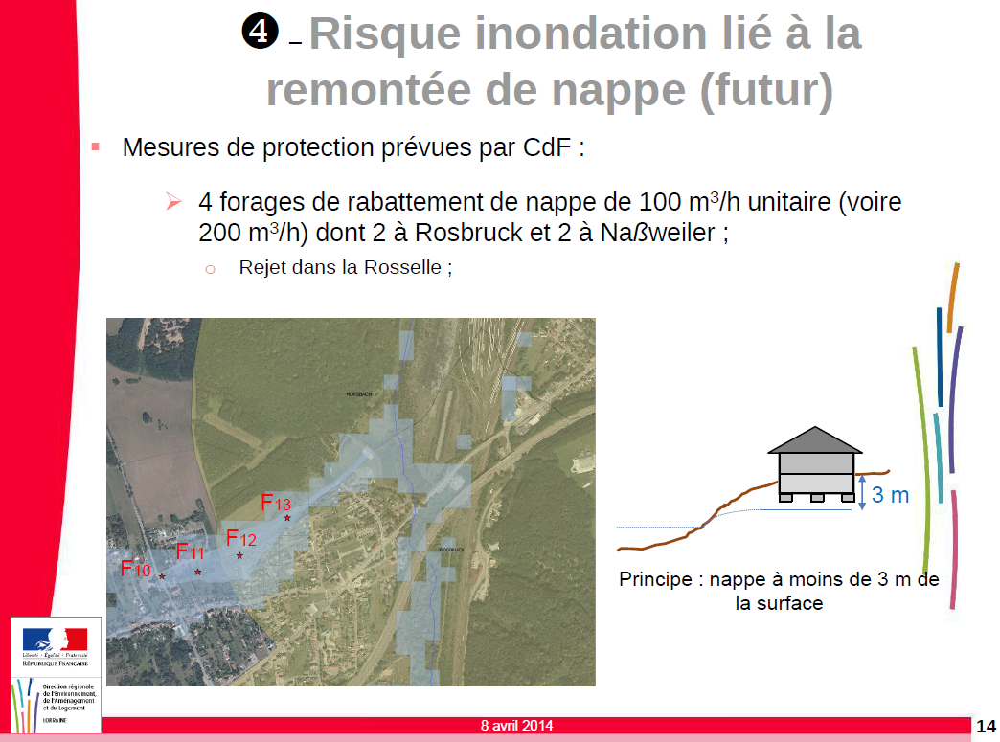 ❹ – Risque inondation lié à la
remontée de nappe (futur)
Mesures de protection prévues par CdF :
4 forages de rabattement de nappe de 100 m³/h unitaire (voire
200 m³/h) dont 2 à Rosbruck et 2 à Naßweiler ;
Rejet dans la Rosselle ;
MORSBACH
F13
F12
F11
F10
ROSBRUCK
3 m
Principe : nappe à moins de 3 m de
la surface
Liberté • Égalité • Fraternité
RÉPUBLIQUE FRANÇAISE
Direction régionale
de l'Environnement,
de l'Aménagement
et du Logement
LORRAINE
8 avril 2014
14